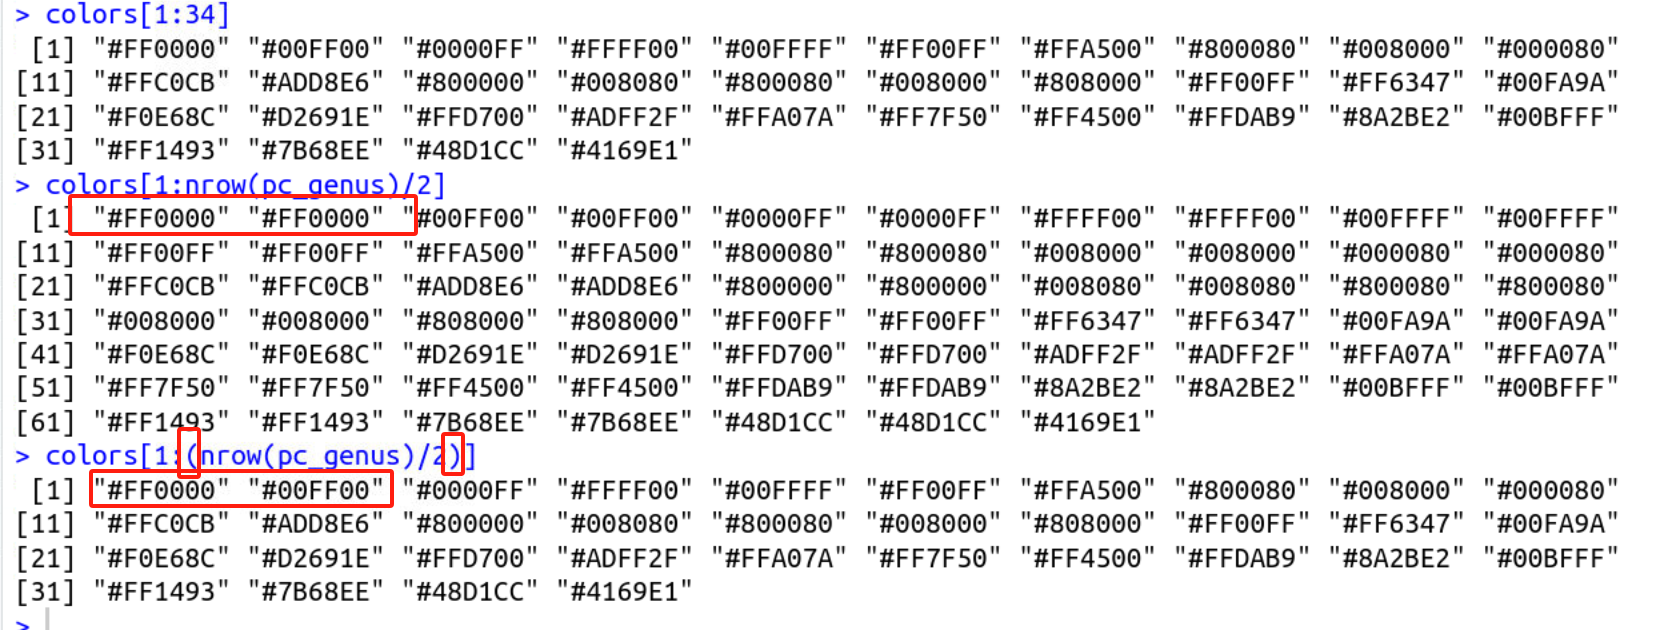 > colors[1:34]
 [1] "#FF0000" "#00FF00" "#0000FF" "#FFFF00" "#00FFFF" "#FF00FF" "#FFA500" "#800080" "#008000" "#000080"
[11] "#FFC0CB" "#ADD8E6" "#800000" "#008080" "#800080" "#008000" "#808000" "#FF00FF" "#FF6347" "#00FA9A"
[21] "#F0E68C" "#D2691E" "#FFD700" "#ADFF2F" "#FFA07A" "#FF7F50" "#FF4500" "#FFDAB9" "#8A2BE2" "#00BFFF"
[31] "#FF1493" "#7B68EE" "#48D1CC" "#4169E1"
> colors[1:nrow(pc_genus)/2]
 [1] "#FF0000" "#FF0000" "#00FF00" "#00FF00" "#0000FF" "#0000FF" "#FFFF00" "#FFFF00" "#00FFFF" "#00FFFF"
[11] "#FF00FF" "#FF00FF" "#FFA500" "#FFA500" "#800080" "#800080" "#008000" "#008000" "#000080" "#000080"
[21] "#FFC0CB" "#FFC0CB" "#ADD8E6" "#ADD8E6" "#800000" "#800000" "#008080" "#008080" "#800080" "#800080"
[31] "#008000" "#008000" "#808000" "#808000" "#FF00FF" "#FF00FF" "#FF6347" "#FF6347" "#00FA9A" "#00FA9A"
[41] "#F0E68C" "#F0E68C" "#D2691E" "#D2691E" "#FFD700" "#FFD700" "#ADFF2F" "#ADFF2F" "#FFA07A" "#FFA07A"
[51] "#FF7F50" "#FF7F50" "#FF4500" "#FF4500" "#FFDAB9" "#FFDAB9" "#8A2BE2" "#8A2BE2" "#00BFFF" "#00BFFF"
[61] "#FF1493" "#FF1493" "#7B68EE" "#7B68EE" "#48D1CC" "#48D1CC" "#4169E1"
> colors[1:(nrow(pc_genus)/2)]
 [1] "#FF0000" "#00FF00" "#0000FF" "#FFFF00" "#00FFFF" "#FF00FF" "#FFA500" "#800080" "#008000" "#000080"
[11] "#FFC0CB" "#ADD8E6" "#800000" "#008080" "#800080" "#008000" "#808000" "#FF00FF" "#FF6347" "#00FA9A"
[21] "#F0E68C" "#D2691E" "#FFD700" "#ADFF2F" "#FFA07A" "#FF7F50" "#FF4500" "#FFDAB9" "#8A2BE2" "#00BFFF"
[31] "#FF1493" "#7B68EE" "#48D1CC" "#4169E1"
>